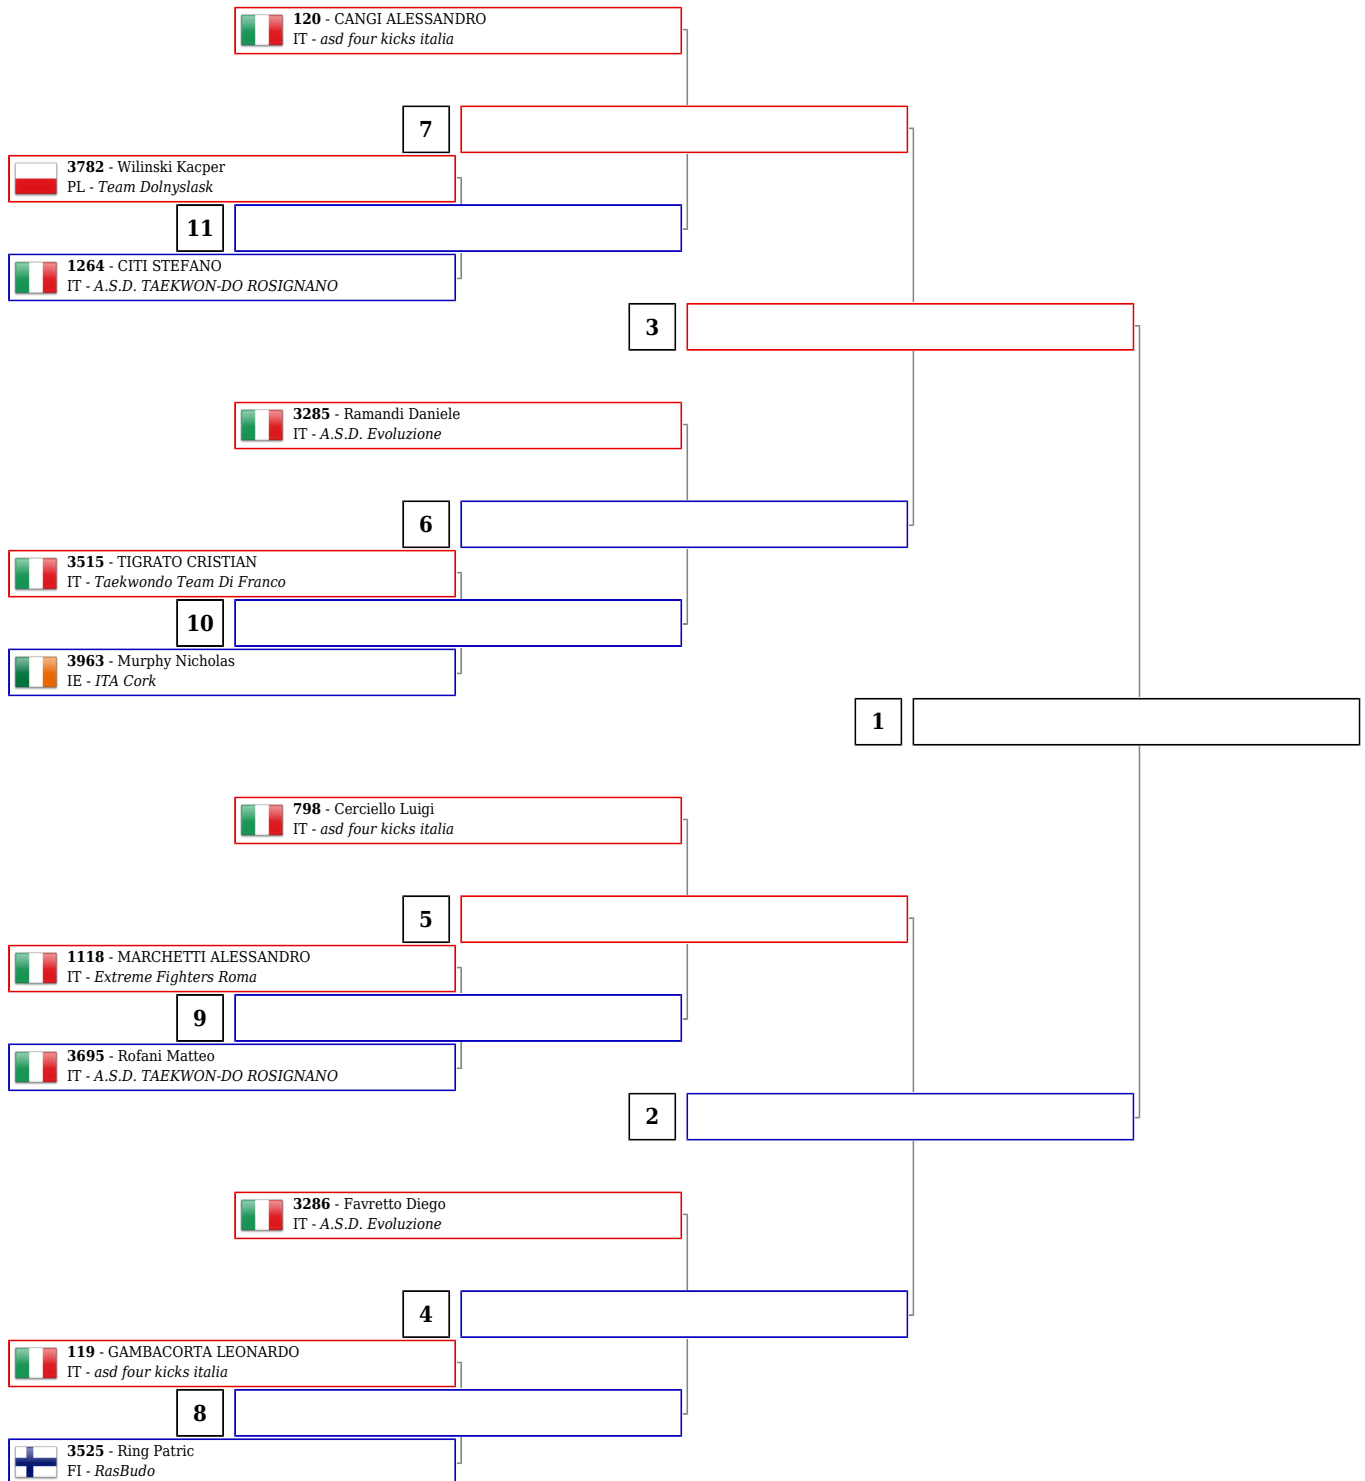 120 - CANGI ALESSANDRO
IT - asd four kicks italia
7
3782 - Wilinski Kacper
PL - Team Dolnyslask
11
1264 - CITI STEFANO
IT - A.S.D. TAEKWON-DO ROSIGNANO
3
3285 - Ramandi Daniele
IT - A.S.D. Evoluzione
6
3515 - TIGRATO CRISTIAN
IT - Taekwondo Team Di Franco
10
3963 - Murphy Nicholas
IE - ITA Cork
1
798 - Cerciello Luigi
IT - asd four kicks italia
5
1118 - MARCHETTI ALESSANDRO
IT - Extreme Fighters Roma
9
3695 - Rofani Matteo
IT - A.S.D. TAEKWON-DO ROSIGNANO
2
3286 - Favretto Diego
IT - A.S.D. Evoluzione
4
119 - GAMBACORTA LEONARDO
IT - asd four kicks italia
8
3525 - Ring Patric
FI - RasBudo